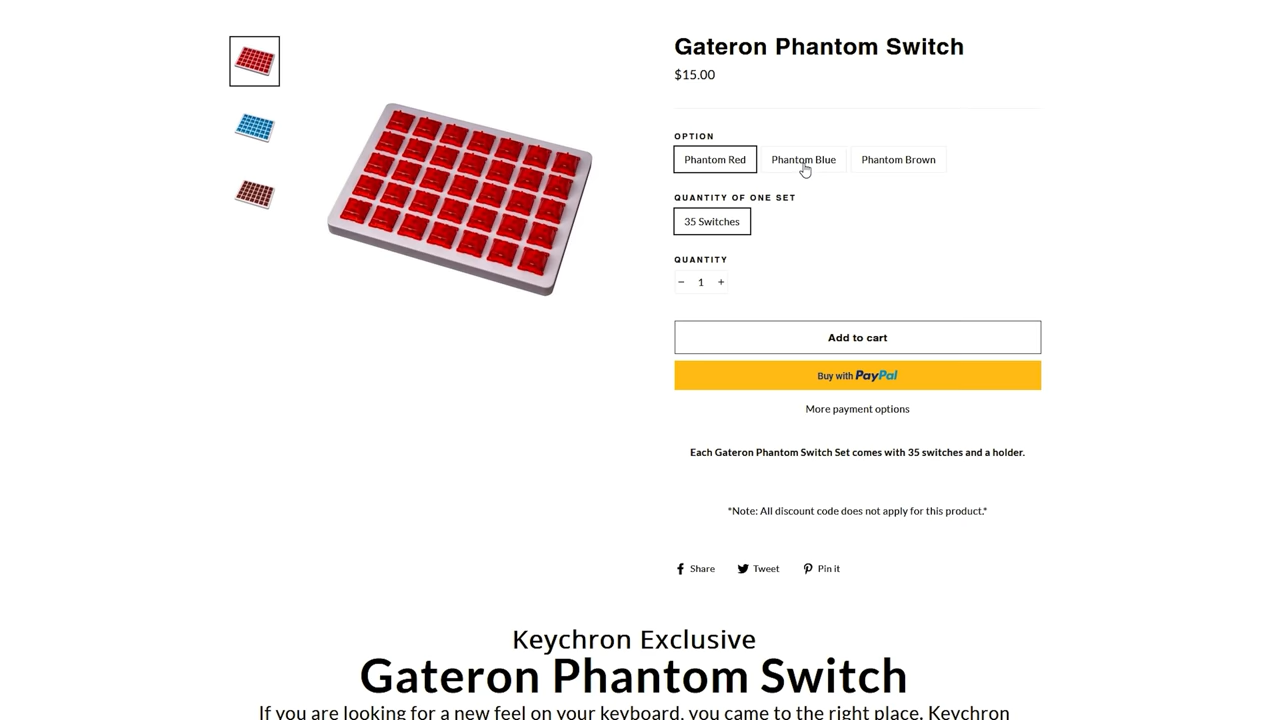 Gateron Phantom Switch
$15.00
OPTION
Phantom Red
Phantom Blue
Phantom Brown
QUANTITY OF ONE SET
35 Switches
QUANTITY
− 1 +
Add to cart
Buy with PayPal
More payment options
Each Gateron Phantom Switch Set comes with 35 switches and a holder.
*Note: All discount code does not apply for this product.*
Share
Tweet
Pin it
Keychron Exclusive
Gateron Phantom Switch
If you are looking for a new feel on your keyboard, you came to the right place. Keychron